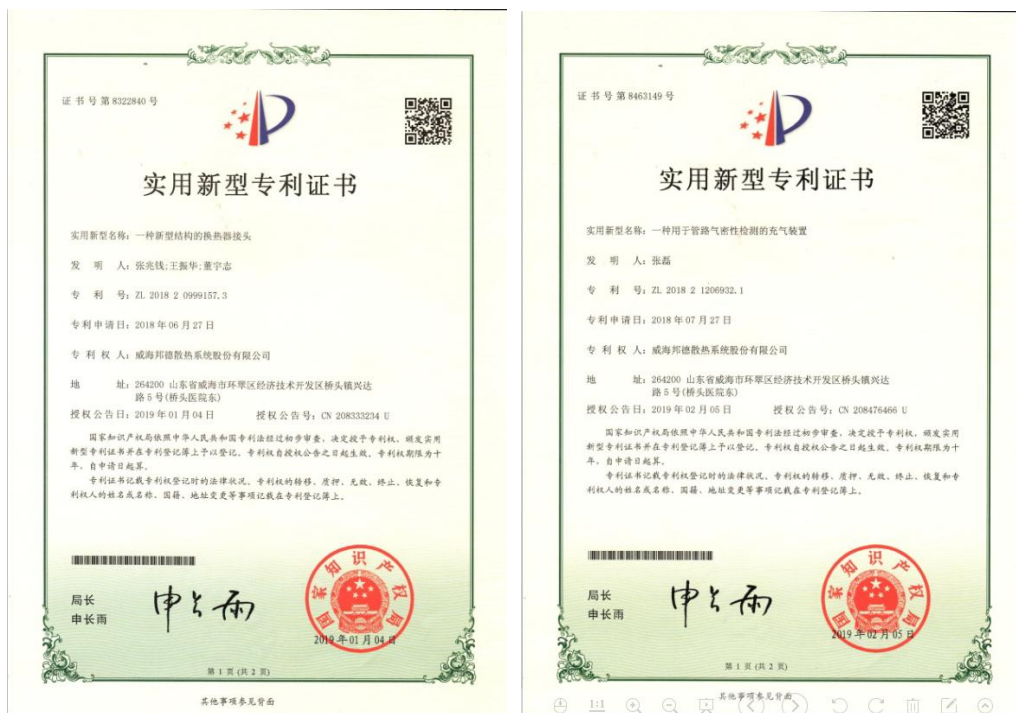 证书号第8322840号
实用新型专利证书
实用新型名称：一种新型结构的换热器接头
发 明 人：张兆钱;王振华;董宇志
专 利 号：ZL 2018 2 0999157.3
专利申请日：2018年06月27日
专 利 权 人：威海邦德散热系统股份有限公司
地 址：264200 山东省威海市环翠区经济技术开发区桥头镇兴达
路5号(桥头医院东)
授权公告日：2019年01月04日 授权公告号：CN 208333234 U
国家知识产权局依照中华人民共和国专利法经过初步审查，决定授予专利权，颁发实用
新型专利证书并在专利登记簿上予以登记。专利权自授权公告之日起生效。专利权期限为十
年，自申请日起算。
专利证书记载专利权登记时的法律状况。专利权的转移、质押、无效、终止、恢复和专
利权人的姓名或名称、国籍、地址变更等事项记载在专利登记簿上。
局长
申长雨
申长雨
国家知识产权局
2019年01月04日
第1页(共2页)
其他事项参见背面
证书号第8463149号
实用新型专利证书
实用新型名称：一种用于管路气密性检测的充气装置
发 明 人：张磊
专 利 号：ZL 2018 2 1206932.1
专利申请日：2018年07月27日
专 利 权 人：威海邦德散热系统股份有限公司
地 址：264200 山东省威海市环翠区经济技术开发区桥头镇兴达
路5号(桥头医院东)
授权公告日：2019年02月05日 授权公告号：CN 208476466 U
国家知识产权局依照中华人民共和国专利法经过初步审查，决定授予专利权，颁发实用
新型专利证书并在专利登记簿上予以登记。专利权自授权公告之日起生效。专利权期限为十
年，自申请日起算。
专利证书记载专利权登记时的法律状况。专利权的转移、质押、无效、终止、恢复和专
利权人的姓名或名称、国籍、地址变更等事项记载在专利登记簿上。
局长
申长雨
申长雨
国家知识产权局
2019年02月05日
第1页(共2页)
其他事项参见背面
1:1